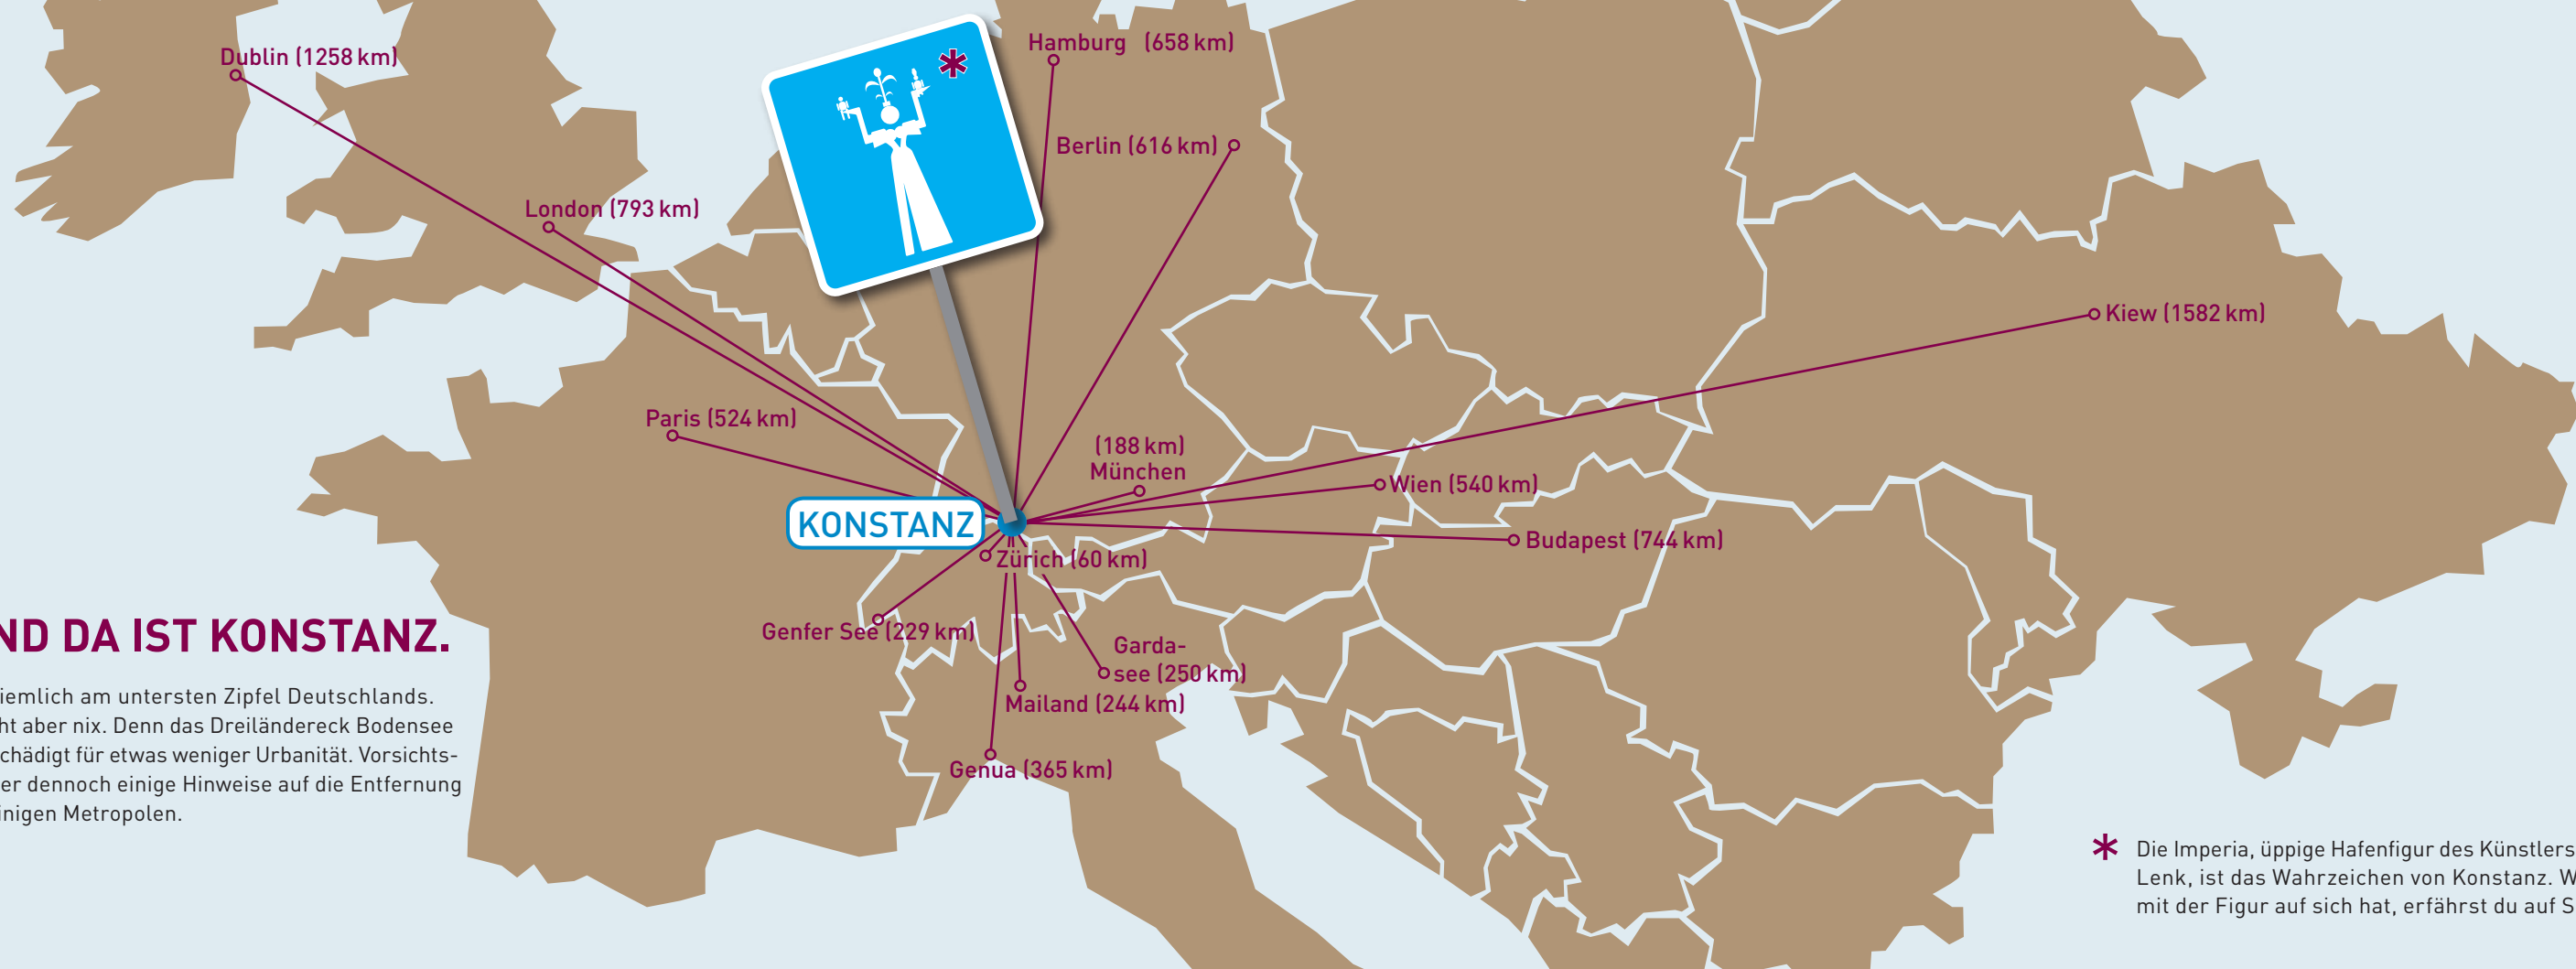 Dublin (1258 km)
Hamburg (658 km)
Berlin (616 km)
London (793 km)
Kiew (1582 km)
Paris (524 km)
(188 km)
München
Wien (540 km)
KONSTANZ
Budapest (744 km)
Zürich (60 km)
Genfer See (229 km)
Garda-
see (250 km)
Mailand (244 km)
Genua (365 km)
ND DA IST KONSTANZ.
iemlich am untersten Zipfel Deutschlands.
ht aber nix. Denn das Dreiländereck Bodensee
chädigt für etwas weniger Urbanität. Vorsichts-
er dennoch einige Hinweise auf die Entfernung
inigen Metropolen.
* Die Imperia, üppige Hafenfigur des Künstlers
Lenk, ist das Wahrzeichen von Konstanz. W
mit der Figur auf sich hat, erfährst du auf S